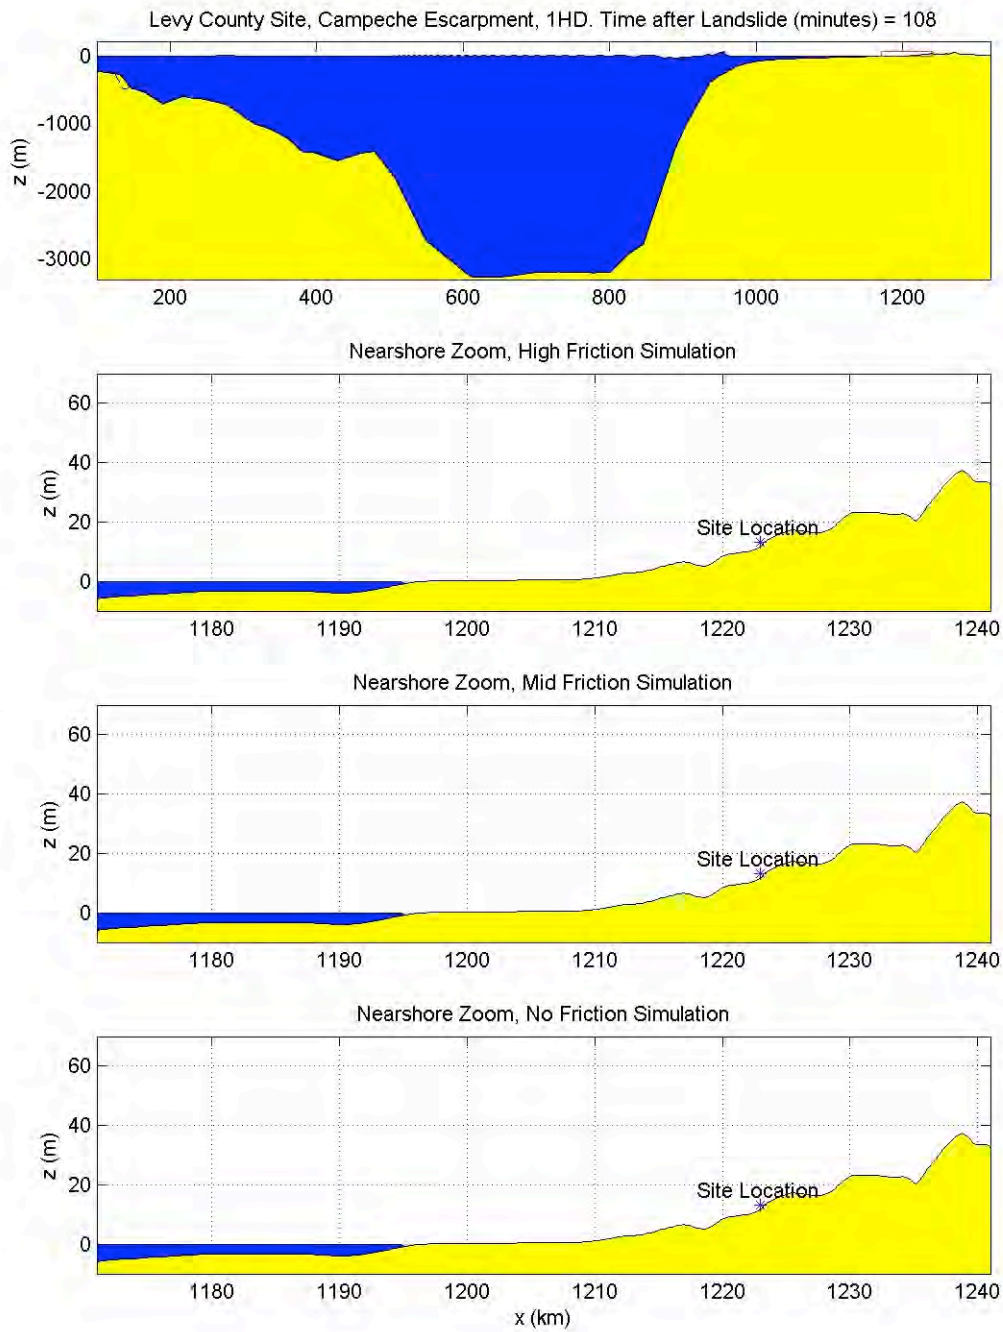 Levy County Site, Campeche Escarpment, 1HD. Time after Landslide (minutes) = 108
0
-1000
-2000
-3000
z (m)
200 400 600 800 1000 1200
Nearshore Zoom, High Friction Simulation
60
40
20
0
z (m)
Site Location
1180 1190 1200 1210 1220 1230 1240
Nearshore Zoom, Mid Friction Simulation
60
40
20
0
z (m)
Site Location
1180 1190 1200 1210 1220 1230 1240
Nearshore Zoom, No Friction Simulation
60
40
20
0
z (m)
Site Location
1180 1190 1200 1210 1220 1230 1240
x (km)